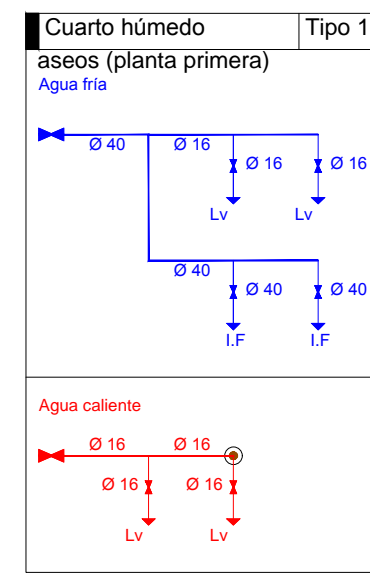 Cuarto húmedo Tipo 1
aseos (planta primera)
Agua fría
Ø 40 Ø 16
Ø 16 Ø 16
Lv Lv
Ø 40
Ø 40 Ø 40
I.F I.F
Agua caliente
Ø 16 Ø 16
Ø 16 Ø 16
Lv Lv